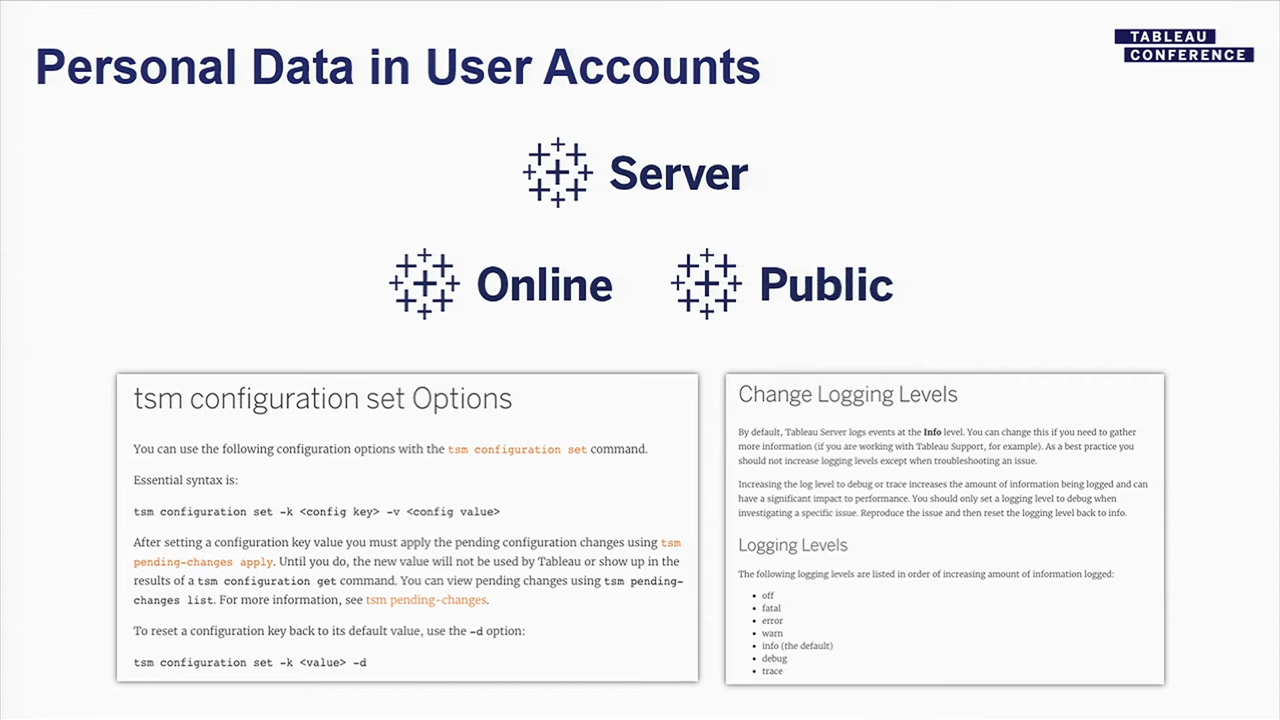 Personal Data in User Accounts
TABLEAU
CONFERENCE
Server
Online
Public
tsm configuration set Options
You can use the following configuration options with the tsm configuration set command.
Essential syntax is:
tsm configuration set -k <config key> -v <config value>
After setting a configuration key value you must apply the pending configuration changes using tsm
pending-changes apply. Until you do, the new value will not be used by Tableau or show up in the
results of a tsm configuration get command. You can view pending changes using tsm pending-
changes list. For more information, see tsm pending-changes.
To reset a configuration key back to its default value, use the -d option:
tsm configuration set -k <value> -d
Change Logging Levels
By default, Tableau Server logs events at the Info level. You can change this if you need to gather
more information (if you are working with Tableau Support, for example). As a best practice you
should not increase logging levels except when troubleshooting an issue.
Increasing the log level to debug or trace increases the amount of information being logged and can
have a significant impact to performance. You should only set a logging level to debug when
investigating a specific issue. Reproduce the issue and then reset the logging level back to info.
Logging Levels
The following logging levels are listed in order of increasing amount of information logged:
• off
• fatal
• error
• warn
• info (the default)
• debug
• trace